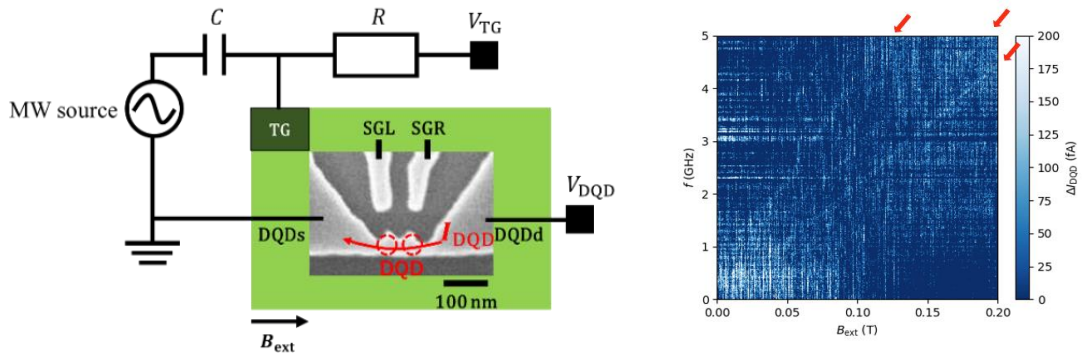 C
R
V_TG
MW source
TG
SGL
SGR
V_DQD
DQDs
I_DQD
DQDd
DQD
100 nm
B_ext
5
4
3
2
1
0
0.00
0.05
0.10
0.15
0.20
f (GHz)
B_ext (T)
200
175
150
125
100
75
50
25
0
ΔI_DQD (fA)